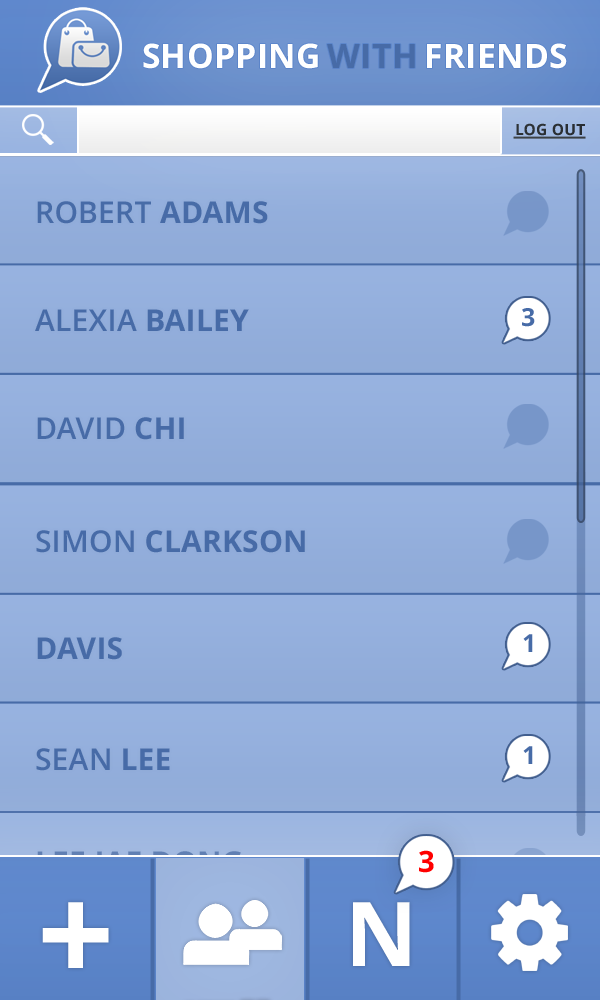 SHOPPING WITH FRIENDS
LOG OUT
ROBERT ADAMS
ALEXIA BAILEY
3
DAVID CHI
SIMON CLARKSON
DAVIS
1
SEAN LEE
1
3
N